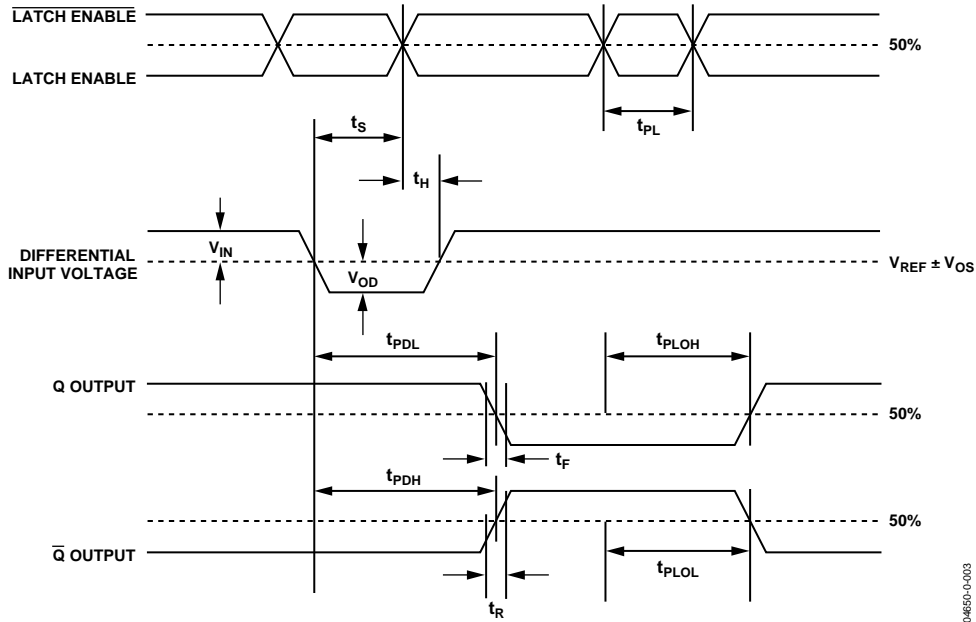 LATCH ENABLE
50%
LATCH ENABLE
tS
tPL
tH
VIN
DIFFERENTIAL
INPUT VOLTAGE
VOD
VREF ± VOS
tPDL
tPLOH
Q OUTPUT
50%
tF
tPDH
50%
Q OUTPUT
tPLOL
tR
04650-0-003